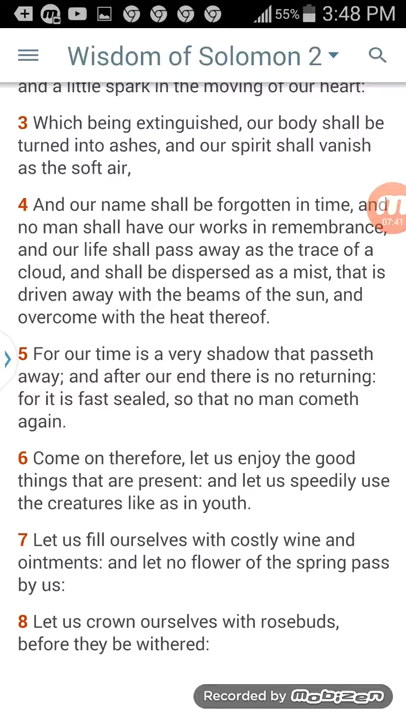 55% 3:48 PM
Wisdom of Solomon 2
and a little spark in the moving of our heart:
3 Which being extinguished, our body shall be
turned into ashes, and our spirit shall vanish
as the soft air,
4 And our name shall be forgotten in time, and
no man shall have our works in remembrance,
07:41
and our life shall pass away as the trace of a
cloud, and shall be dispersed as a mist, that is
driven away with the beams of the sun, and
overcome with the heat thereof.
5 For our time is a very shadow that passeth
away; and after our end there is no returning:
for it is fast sealed, so that no man cometh
again.
6 Come on therefore, let us enjoy the good
things that are present: and let us speedily use
the creatures like as in youth.
7 Let us fill ourselves with costly wine and
ointments: and let no flower of the spring pass
by us:
8 Let us crown ourselves with rosebuds,
before they be withered:
Recorded by mobizen